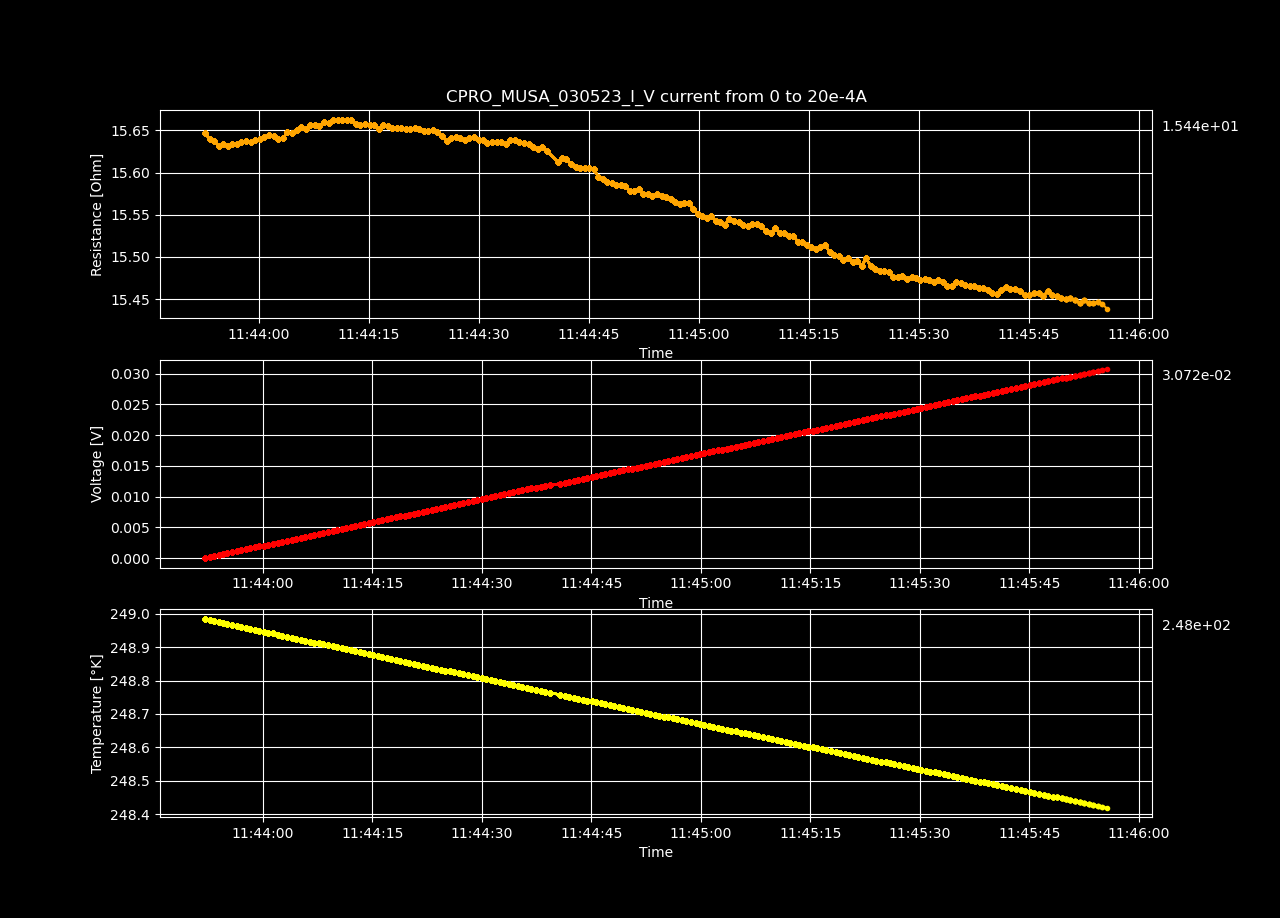 CPRO_MUSA_030523_I_V current from 0 to 20e-4A
15.65
15.60
15.55
15.50
15.45
Resistance [Ohm]
1.544e+01
11:44:00 11:44:15 11:44:30 11:44:45 11:45:00 11:45:15 11:45:30 11:45:45 11:46:00
Time
0.030
0.025
0.020
0.015
0.010
0.005
0.000
Voltage [V]
3.072e-02
11:44:00 11:44:15 11:44:30 11:44:45 11:45:00 11:45:15 11:45:30 11:45:45 11:46:00
Time
249.0
248.9
248.8
248.7
248.6
248.5
248.4
Temperature [°K]
2.48e+02
11:44:00 11:44:15 11:44:30 11:44:45 11:45:00 11:45:15 11:45:30 11:45:45 11:46:00
Time